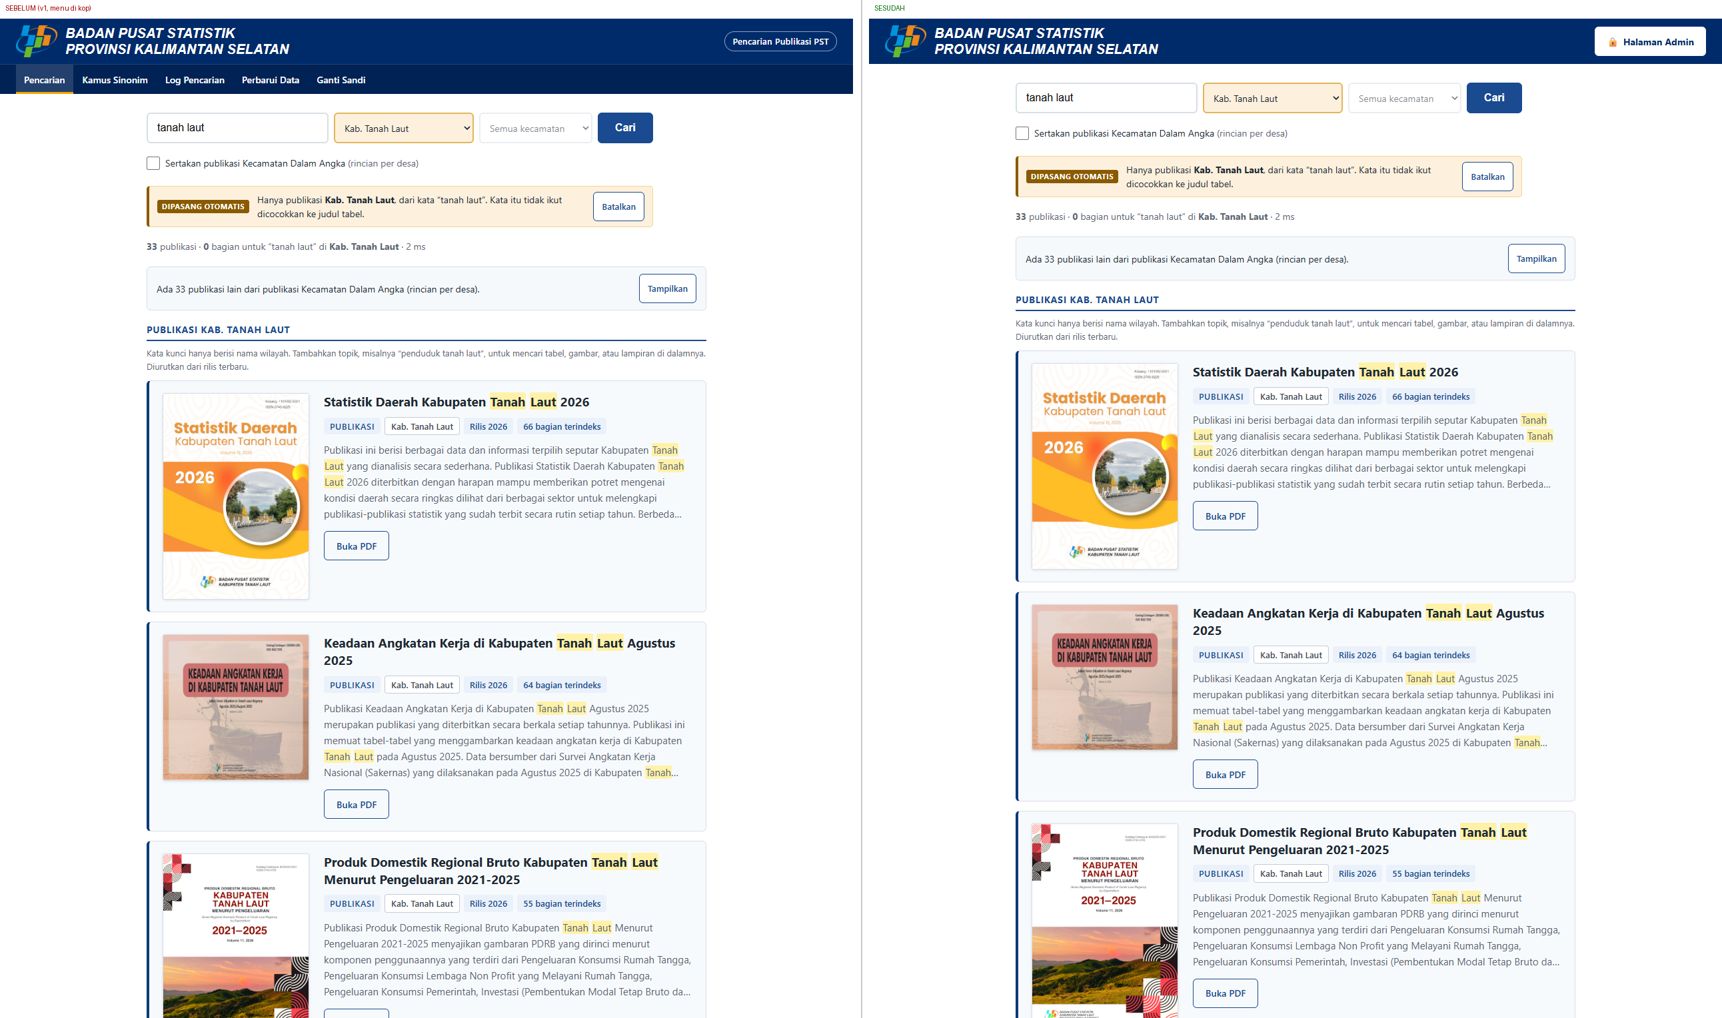 SEBELUM (v1, menu di kop)
BADAN PUSAT STATISTIK
PROVINSI KALIMANTAN SELATAN
Pencarian Publikasi PST
Pencarian
Kamus Sinonim
Log Pencarian
Perbarui Data
Ganti Sandi
tanah laut
Kab. Tanah Laut
Semua kecamatan
Cari
Sertakan publikasi Kecamatan Dalam Angka (rincian per desa)
DIPASANG OTOMATIS
Hanya publikasi Kab. Tanah Laut, dari kata "tanah laut". Kata itu tidak ikut
dicocokkan ke judul tabel.
Batalkan
33 publikasi · 0 bagian untuk "tanah laut" di Kab. Tanah Laut · 2 ms
Ada 33 publikasi lain dari publikasi Kecamatan Dalam Angka (rincian per desa).
Tampilkan
PUBLIKASI KAB. TANAH LAUT
Kata kunci hanya berisi nama wilayah. Tambahkan topik, misalnya "penduduk tanah laut", untuk mencari tabel, gambar, atau lampiran di dalamnya.
Diurutkan dari rilis terbaru.
Statistik Daerah
Kabupaten Tanah Laut
2026
BADAN PUSAT STATISTIK
KABUPATEN TANAH LAUT
Statistik Daerah Kabupaten Tanah Laut 2026
PUBLIKASI
Kab. Tanah Laut
Rilis 2026
66 bagian terindeks
Publikasi ini berisi berbagai data dan informasi terpilih seputar Kabupaten Tanah
Laut yang dianalisis secara sederhana. Publikasi Statistik Daerah Kabupaten Tanah
Laut 2026 diterbitkan dengan harapan mampu memberikan potret mengenai
kondisi daerah secara ringkas dilihat dari berbagai sektor untuk melengkapi
publikasi-publikasi statistik yang sudah terbit secara rutin setiap tahun. Berbeda...
Buka PDF
KEADAAN ANGKATAN KERJA
DI KABUPATEN TANAH LAUT
Keadaan Angkatan Kerja di Kabupaten Tanah Laut Agustus
2025
PUBLIKASI
Kab. Tanah Laut
Rilis 2026
64 bagian terindeks
Publikasi Keadaan Angkatan Kerja di Kabupaten Tanah Laut Agustus 2025
merupakan publikasi yang diterbitkan secara berkala setiap tahunnya. Publikasi ini
memuat tabel-tabel yang menggambarkan keadaan angkatan kerja di Kabupaten
Tanah Laut pada Agustus 2025. Data bersumber dari Survei Angkatan Kerja
Nasional (Sakernas) yang dilaksanakan pada Agustus 2025 di Kabupaten Tanah...
Buka PDF
PRODUK DOMESTIK REGIONAL BRUTO
KABUPATEN
TANAH LAUT
MENURUT PENGELUARAN
2021–2025
Produk Domestik Regional Bruto Kabupaten Tanah Laut
Menurut Pengeluaran 2021-2025
PUBLIKASI
Kab. Tanah Laut
Rilis 2026
55 bagian terindeks
Publikasi Produk Domestik Regional Bruto Kabupaten Tanah Laut Menurut
Pengeluaran 2021-2025 menyajikan gambaran PDRB yang dirinci menurut
komponen penggunaannya yang terdiri dari Pengeluaran Konsumsi Rumah Tangga,
Pengeluaran Konsumsi Lembaga Non Profit yang Melayani Rumah Tangga,
Pengeluaran Konsumsi Pemerintah, Investasi (Pembentukan Modal Tetap Bruto da...
SESUDAH
BADAN PUSAT STATISTIK
PROVINSI KALIMANTAN SELATAN
Halaman Admin
tanah laut
Kab. Tanah Laut
Semua kecamatan
Cari
Sertakan publikasi Kecamatan Dalam Angka (rincian per desa)
DIPASANG OTOMATIS
Hanya publikasi Kab. Tanah Laut, dari kata "tanah laut". Kata itu tidak ikut
dicocokkan ke judul tabel.
Batalkan
33 publikasi · 0 bagian untuk "tanah laut" di Kab. Tanah Laut · 2 ms
Ada 33 publikasi lain dari publikasi Kecamatan Dalam Angka (rincian per desa).
Tampilkan
PUBLIKASI KAB. TANAH LAUT
Kata kunci hanya berisi nama wilayah. Tambahkan topik, misalnya "penduduk tanah laut", untuk mencari tabel, gambar, atau lampiran di dalamnya.
Diurutkan dari rilis terbaru.
Statistik Daerah
Kabupaten Tanah Laut
2026
BADAN PUSAT STATISTIK
KABUPATEN TANAH LAUT
Statistik Daerah Kabupaten Tanah Laut 2026
PUBLIKASI
Kab. Tanah Laut
Rilis 2026
66 bagian terindeks
Publikasi ini berisi berbagai data dan informasi terpilih seputar Kabupaten Tanah
Laut yang dianalisis secara sederhana. Publikasi Statistik Daerah Kabupaten Tanah
Laut 2026 diterbitkan dengan harapan mampu memberikan potret mengenai
kondisi daerah secara ringkas dilihat dari berbagai sektor untuk melengkapi
publikasi-publikasi statistik yang sudah terbit secara rutin setiap tahun. Berbeda...
Buka PDF
KEADAAN ANGKATAN KERJA
DI KABUPATEN TANAH LAUT
Keadaan Angkatan Kerja di Kabupaten Tanah Laut Agustus
2025
PUBLIKASI
Kab. Tanah Laut
Rilis 2026
64 bagian terindeks
Publikasi Keadaan Angkatan Kerja di Kabupaten Tanah Laut Agustus 2025
merupakan publikasi yang diterbitkan secara berkala setiap tahunnya. Publikasi ini
memuat tabel-tabel yang menggambarkan keadaan angkatan kerja di Kabupaten
Tanah Laut pada Agustus 2025. Data bersumber dari Survei Angkatan Kerja
Nasional (Sakernas) yang dilaksanakan pada Agustus 2025 di Kabupaten Tanah...
Buka PDF
PRODUK DOMESTIK REGIONAL BRUTO
KABUPATEN
TANAH LAUT
MENURUT PENGELUARAN
2021–2025
Produk Domestik Regional Bruto Kabupaten Tanah Laut
Menurut Pengeluaran 2021-2025
PUBLIKASI
Kab. Tanah Laut
Rilis 2026
55 bagian terindeks
Publikasi Produk Domestik Regional Bruto Kabupaten Tanah Laut Menurut
Pengeluaran 2021-2025 menyajikan gambaran PDRB yang dirinci menurut
komponen penggunaannya yang terdiri dari Pengeluaran Konsumsi Rumah Tangga,
Pengeluaran Konsumsi Lembaga Non Profit yang Melayani Rumah Tangga,
Pengeluaran Konsumsi Pemerintah, Investasi (Pembentukan Modal Tetap Bruto da...
Buka PDF